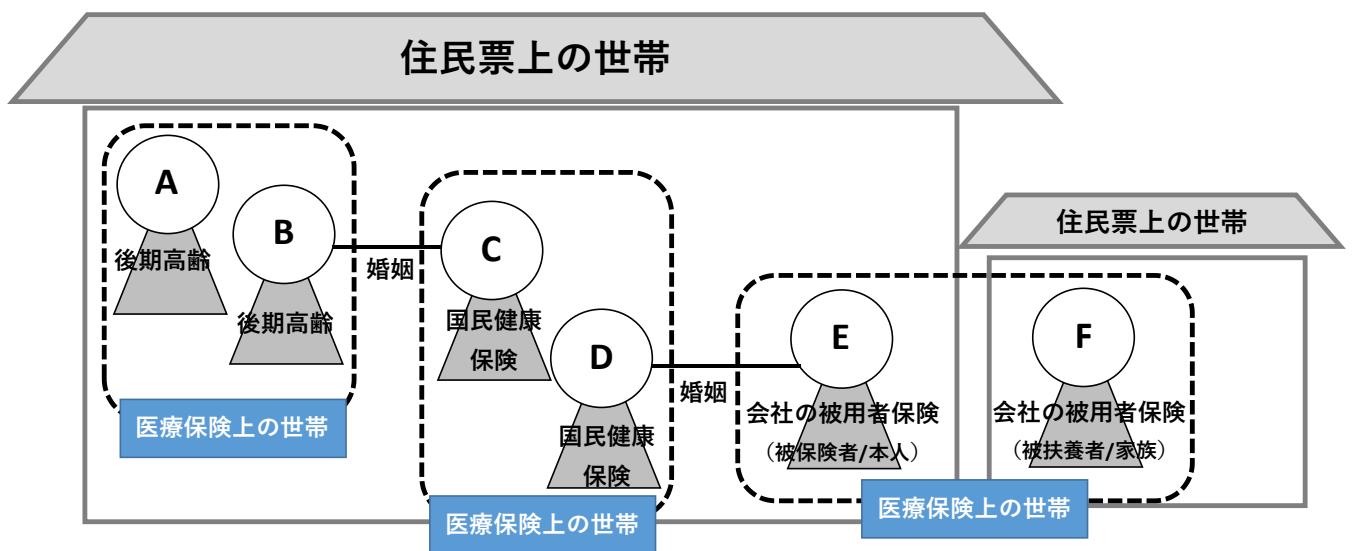 住民票上の世帯
A
後期高齢
B
後期高齢
医療保険上の世帯
婚姻
C
国民健康
保険
D
国民健康
保険
医療保険上の世帯
婚姻
E
会社の被用者保険
（被保険者/本人）
住民票上の世帯
F
会社の被用者保険
（被扶養者/家族）
医療保険上の世帯